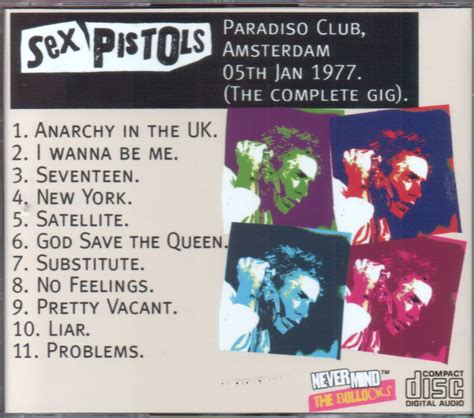 SEX PISTOLS
PARADISO CLUB,
AMSTERDAM
05TH JAN 1977.
(THE COMPLETE GIG).
1. ANARCHY IN THE UK.
2. I WANNA BE ME.
3. SEVENTEEN.
4. NEW YORK.
5. SATELLITE.
6. GOD SAVE THE QUEEN.
7. SUBSTITUTE.
8. NO FEELINGS.
9. PRETTY VACANT.
10. LIAR.
11. PROBLEMS.
NEVER MIND™
THE BOLLOCKS
COMPACT
disc
DIGITAL AUDIO